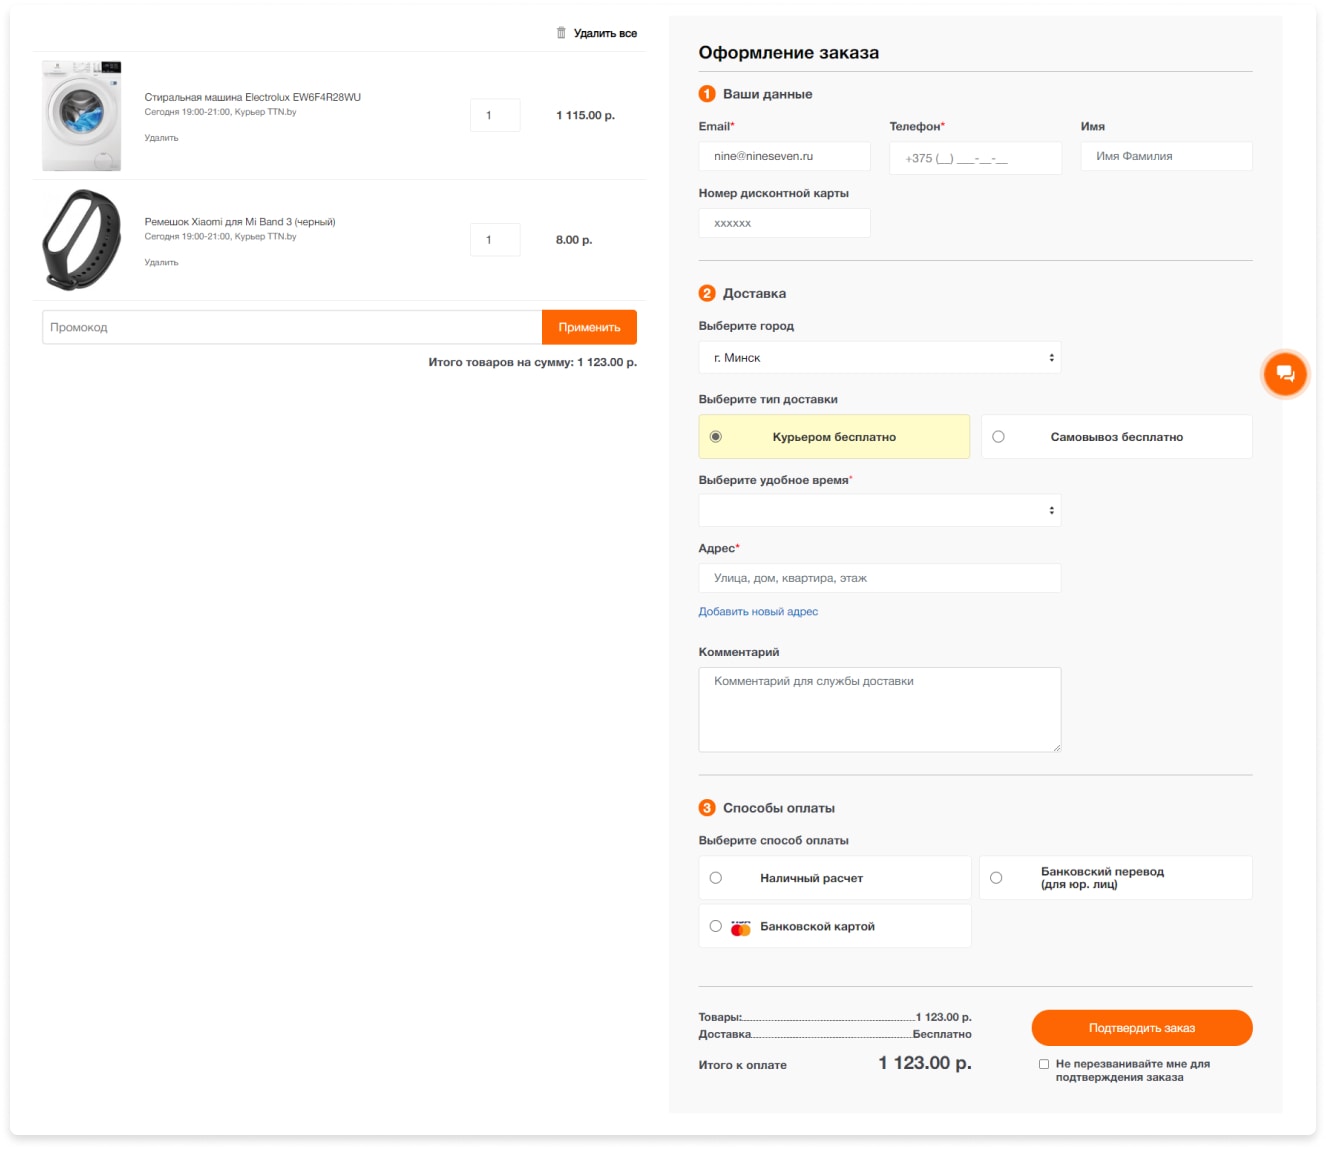 Удалить все
Стиральная машина Electrolux EW6F4R28WU
Сегодня 19:00-21:00, Курьер TTN.by
Удалить
1
1 115.00 р.
Ремешок Xiaomi для Mi Band 3 (черный)
Сегодня 19:00-21:00, Курьер TTN.by
Удалить
1
8.00 р.
Промокод
Применить
Итого товаров на сумму: 1 123.00 р.
Оформление заказа
1 Ваши данные
Email*
Телефон*
Имя
nine@nineseven.ru
+375 (__) ___-__-__
Имя Фамилия
Номер дисконтной карты
xxxxxx
2 Доставка
Выберите город
г. Минск
Выберите тип доставки
Курьером бесплатно
Самовывоз бесплатно
Выберите удобное время*
Адрес*
Улица, дом, квартира, этаж
Добавить новый адрес
Комментарий
Комментарий для службы доставки
3 Способы оплаты
Выберите способ оплаты
Наличный расчет
Банковский перевод
(для юр. лиц)
Банковской картой
Товары: 1 123.00 р.
Доставка Бесплатно
Итого к оплате 1 123.00 р.
Подтвердить заказ
Не перезванивайте мне для
подтверждения заказа